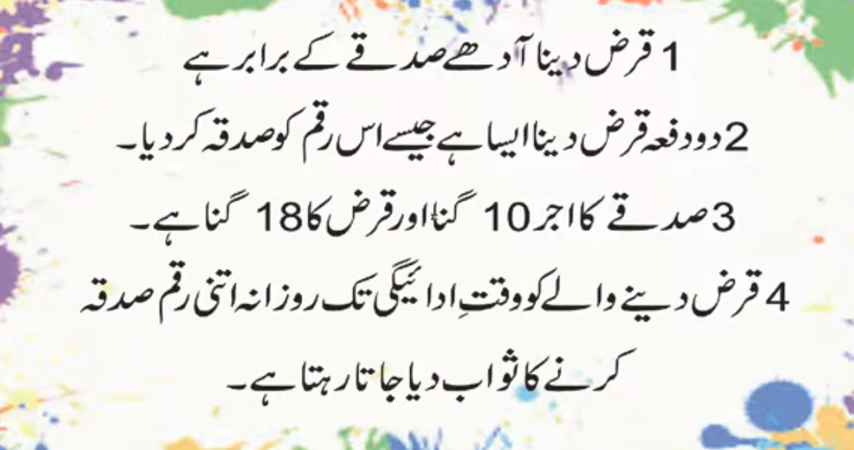 1 قرض دینا آدھے صدقے کے برابر ہے
2 دو دفعہ قرض دینا ایسا ہے جیسے اس رقم کو صدقہ کر دیا۔
3 صدقے کا اجر 10 گنا اور قرض کا 18 گنا ہے۔
4 قرض دینے والے کو وقتِ ادائیگی تک روزانہ اتنی رقم صدقہ
کرنے کا ثواب دیا جاتا رہتا ہے۔